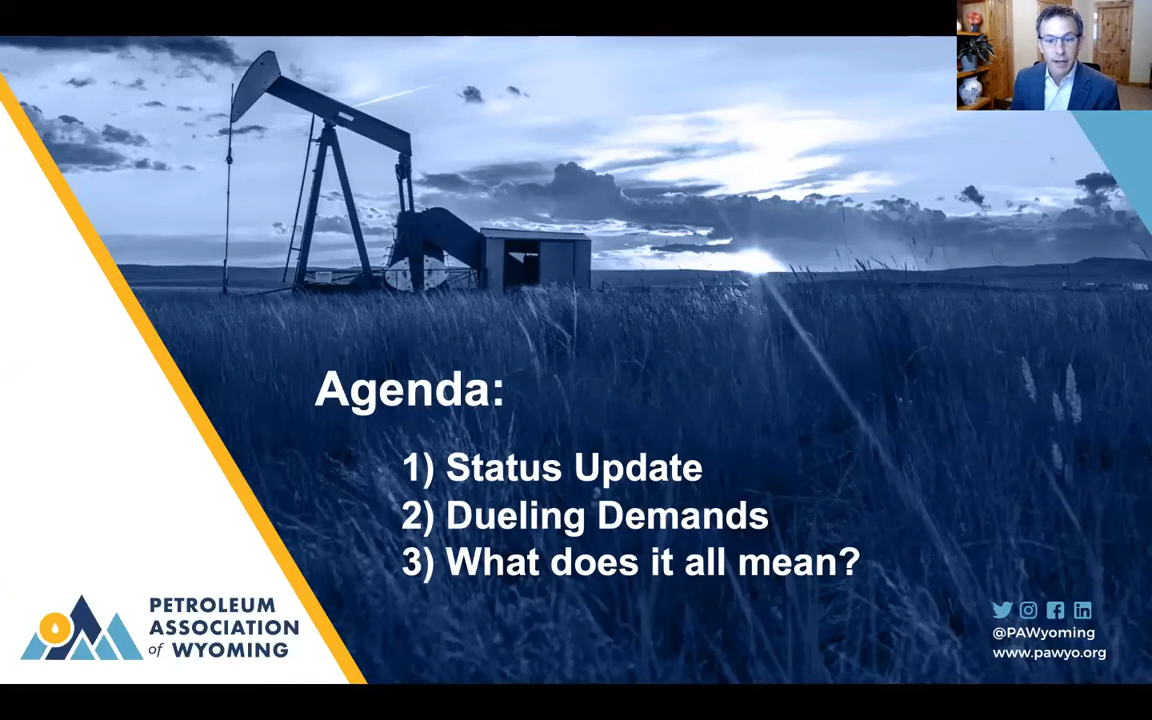 Agenda:
1) Status Update
2) Dueling Demands
3) What does it all mean?
PETROLEUM
ASSOCIATION
of WYOMING
@PAWyoming
www.pawyo.org